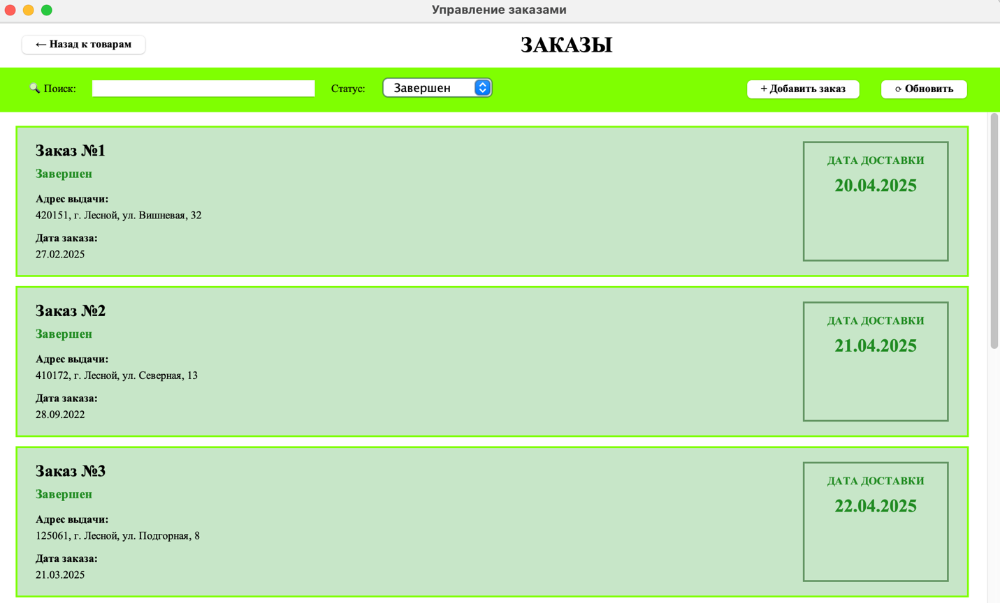 Управление заказами
← Назад к товарам
ЗАКАЗЫ
Поиск:
Статус:
Завершен
+ Добавить заказ
⟳ Обновить
Заказ №1
Завершен
Адрес выдачи:
420151, г. Лесной, ул. Вишневая, 32
Дата заказа:
27.02.2025
ДАТА ДОСТАВКИ
20.04.2025
Заказ №2
Завершен
Адрес выдачи:
410172, г. Лесной, ул. Северная, 13
Дата заказа:
28.09.2022
ДАТА ДОСТАВКИ
21.04.2025
Заказ №3
Завершен
Адрес выдачи:
125061, г. Лесной, ул. Подгорная, 8
Дата заказа:
21.03.2025
ДАТА ДОСТАВКИ
22.04.2025